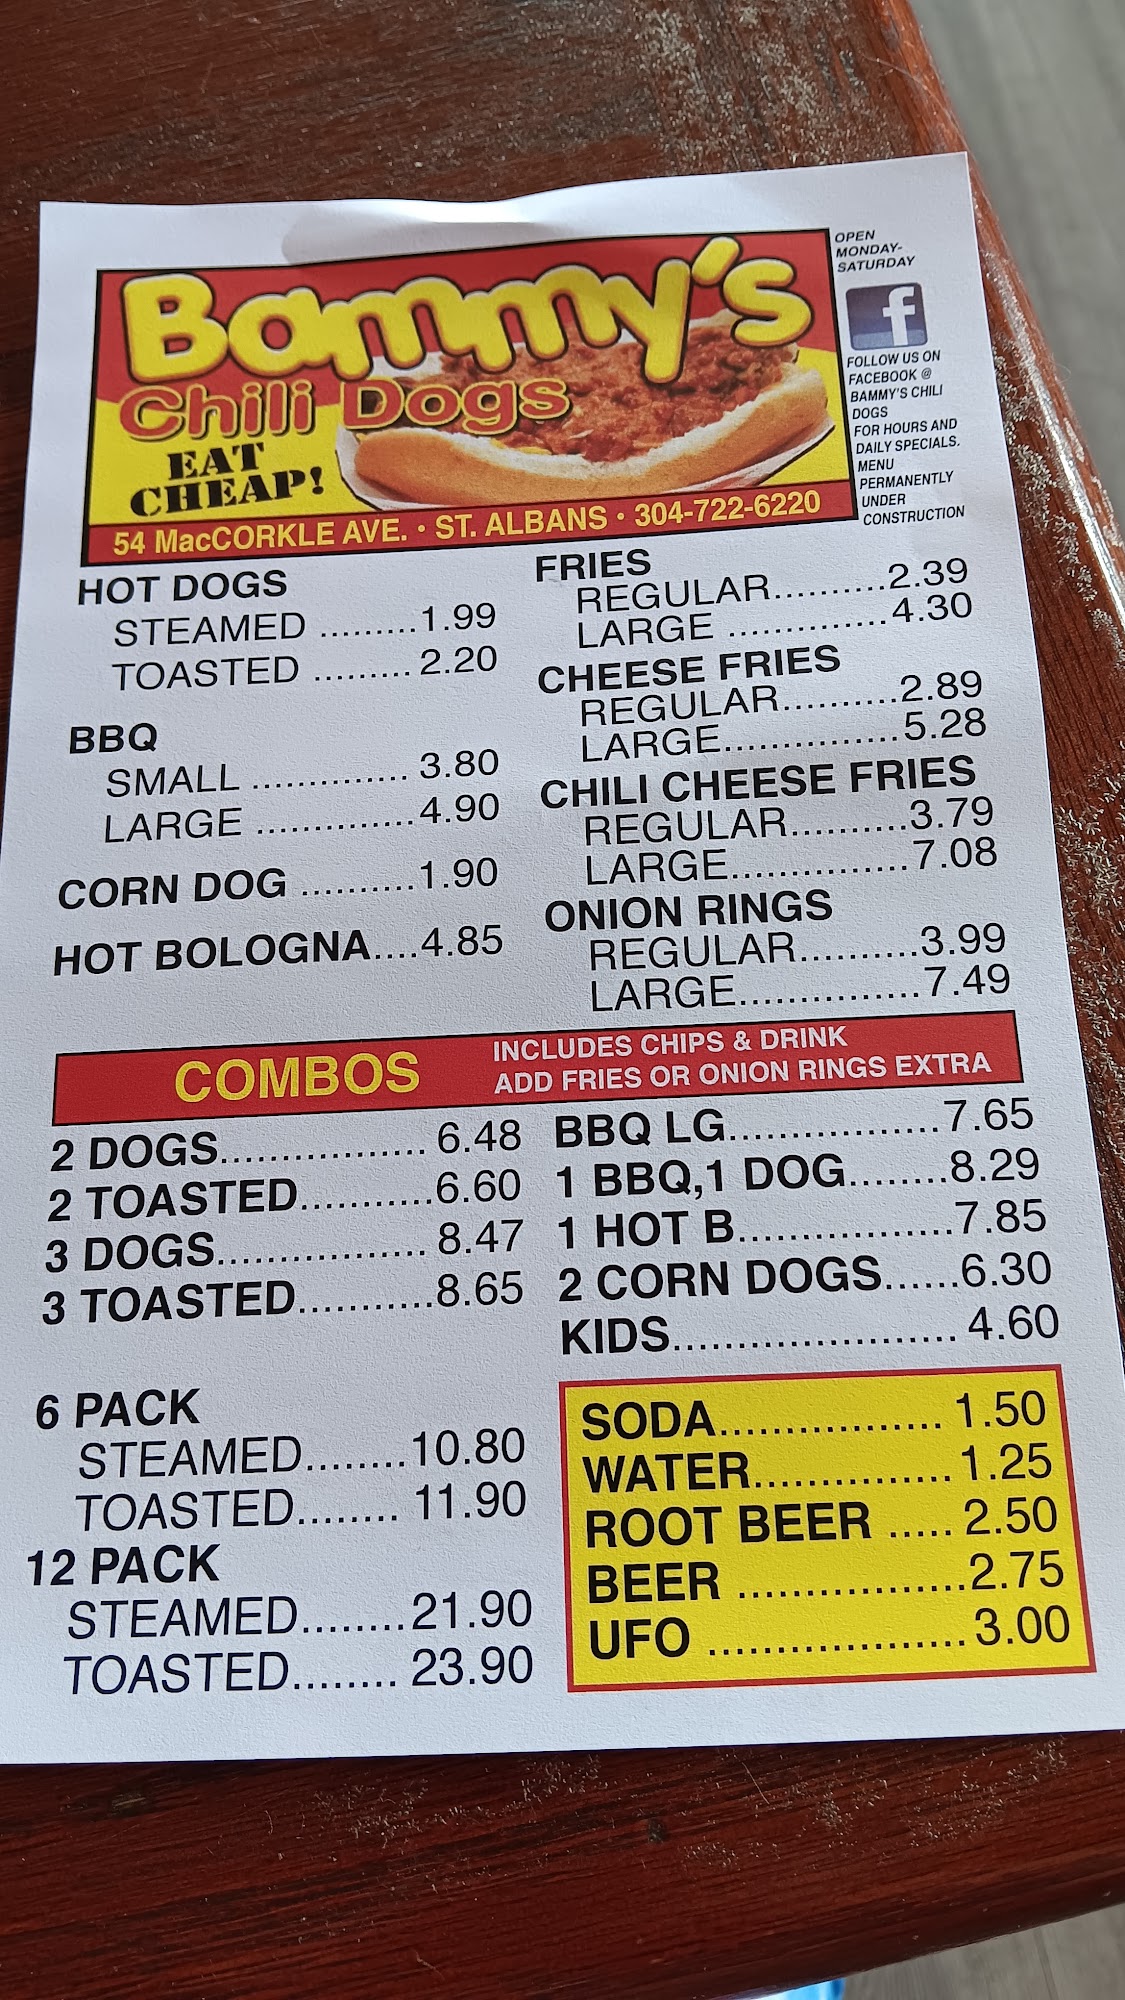 Bammy's
Chili Dogs
EAT
CHEAP!
54 MacCORKLE AVE. • ST. ALBANS • 304-722-6220
OPEN
MONDAY-
SATURDAY
f
FOLLOW US ON
FACEBOOK @
BAMMY'S CHILI
DOGS
FOR HOURS AND
DAILY SPECIALS.
MENU
PERMANENTLY
UNDER
CONSTRUCTION
HOT DOGS
STEAMED .........1.99
TOASTED ......... 2.20
BBQ
SMALL .............. 3.80
LARGE ..............4.90
CORN DOG ..........1.90
HOT BOLOGNA....4.85
FRIES
REGULAR..........2.39
LARGE ..............4.30
CHEESE FRIES
REGULAR..........2.89
LARGE...............5.28
CHILI CHEESE FRIES
REGULAR..........3.79
LARGE...............7.08
ONION RINGS
REGULAR..........3.99
LARGE...............7.49
COMBOS
INCLUDES CHIPS & DRINK
ADD FRIES OR ONION RINGS EXTRA
2 DOGS................. 6.48
2 TOASTED...........6.60
3 DOGS................. 8.47
3 TOASTED...........8.65
BBQ LG.................7.65
1 BBQ,1 DOG........8.29
1 HOT B.................7.85
2 CORN DOGS......6.30
KIDS...................... 4.60
6 PACK
STEAMED........10.80
TOASTED........ 11.90
12 PACK
STEAMED........21.90
TOASTED........ 23.90
SODA................. 1.50
WATER............... 1.25
ROOT BEER ..... 2.50
BEER ..................2.75
UFO .................... 3.00